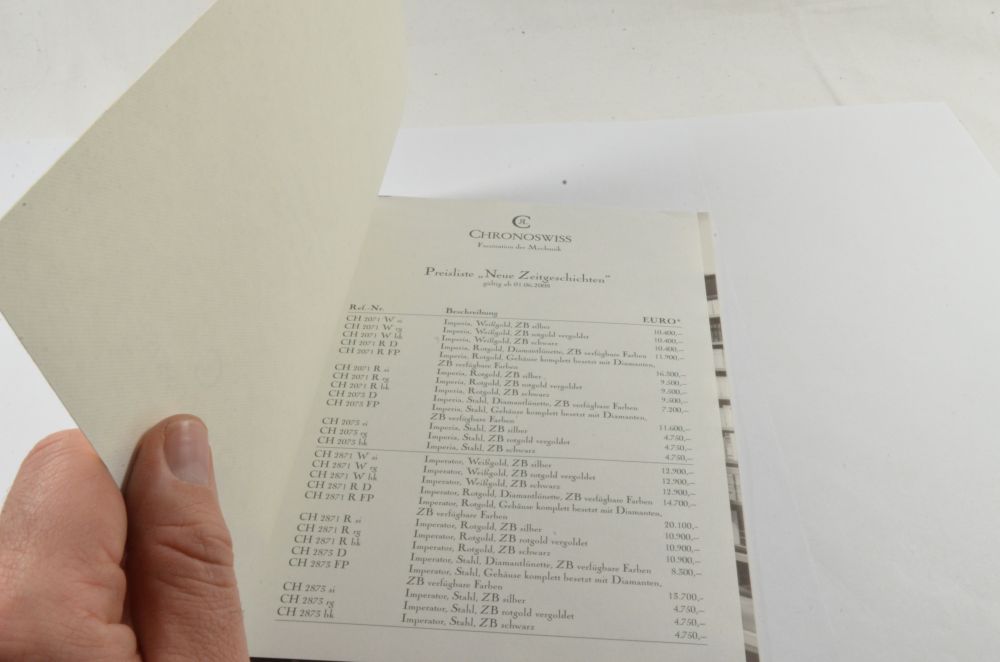 CHRONOSWISS
Faszination der Mechanik
Preisliste „Neue Zeitgeschichten“
gültig ab 01.06.2008
Ref.-Nr. Beschreibung EURO*
CH 2071 W si Imperia, Weißgold, ZB silber 10.400,–
CH 2071 W rg Imperia, Weißgold, ZB rotgold vergoldet 10.400,–
CH 2071 W bk Imperia, Weißgold, ZB schwarz 10.400,–
CH 2071 R D Imperia, Rotgold, Diamantlünette, ZB verfügbare Farben 11.900,–
CH 2071 R FP Imperia, Rotgold, Gehäuse komplett besetzt mit Diamanten,
ZB verfügbare Farben 16.800,–
CH 2071 R si Imperia, Rotgold, ZB silber 9.500,–
CH 2071 R rg Imperia, Rotgold, ZB rotgold vergoldet 9.500,–
CH 2071 R bk Imperia, Rotgold, ZB schwarz 9.500,–
CH 2073 D Imperia, Stahl, Diamantlünette, ZB verfügbare Farben 7.200,–
CH 2073 FP Imperia, Stahl, Gehäuse komplett besetzt mit Diamanten,
ZB verfügbare Farben 11.600,–
CH 2073 si Imperia, Stahl, ZB silber 4.750,–
CH 2073 rg Imperia, Stahl, ZB rotgold vergoldet 4.750,–
CH 2073 bk Imperia, Stahl, ZB schwarz 4.750,–
CH 2871 W si Imperator, Weißgold, ZB silber 12.900,–
CH 2871 W rg Imperator, Weißgold, ZB rotgold vergoldet 12.900,–
CH 2871 W bk Imperator, Weißgold, ZB schwarz 12.900,–
CH 2871 R D Imperator, Rotgold, Diamantlünette, ZB verfügbare Farben 14.700,–
CH 2871 R FP Imperator, Rotgold, Gehäuse komplett besetzt mit Diamanten,
ZB verfügbare Farben 20.100,–
CH 2871 R si Imperator, Rotgold, ZB silber 10.900,–
CH 2871 R rg Imperator, Rotgold, ZB rotgold vergoldet 10.900,–
CH 2871 R bk Imperator, Rotgold, ZB schwarz 10.900,–
CH 2873 D Imperator, Stahl, Diamantlünette, ZB verfügbare Farben 8.500,–
CH 2873 FP Imperator, Stahl, Gehäuse komplett besetzt mit Diamanten,
ZB verfügbare Farben 13.700,–
CH 2873 si Imperator, Stahl, ZB silber 4.750,–
CH 2873 rg Imperator, Stahl, ZB rotgold vergoldet 4.750,–
CH 2873 bk Imperator, Stahl, ZB schwarz 4.750,–